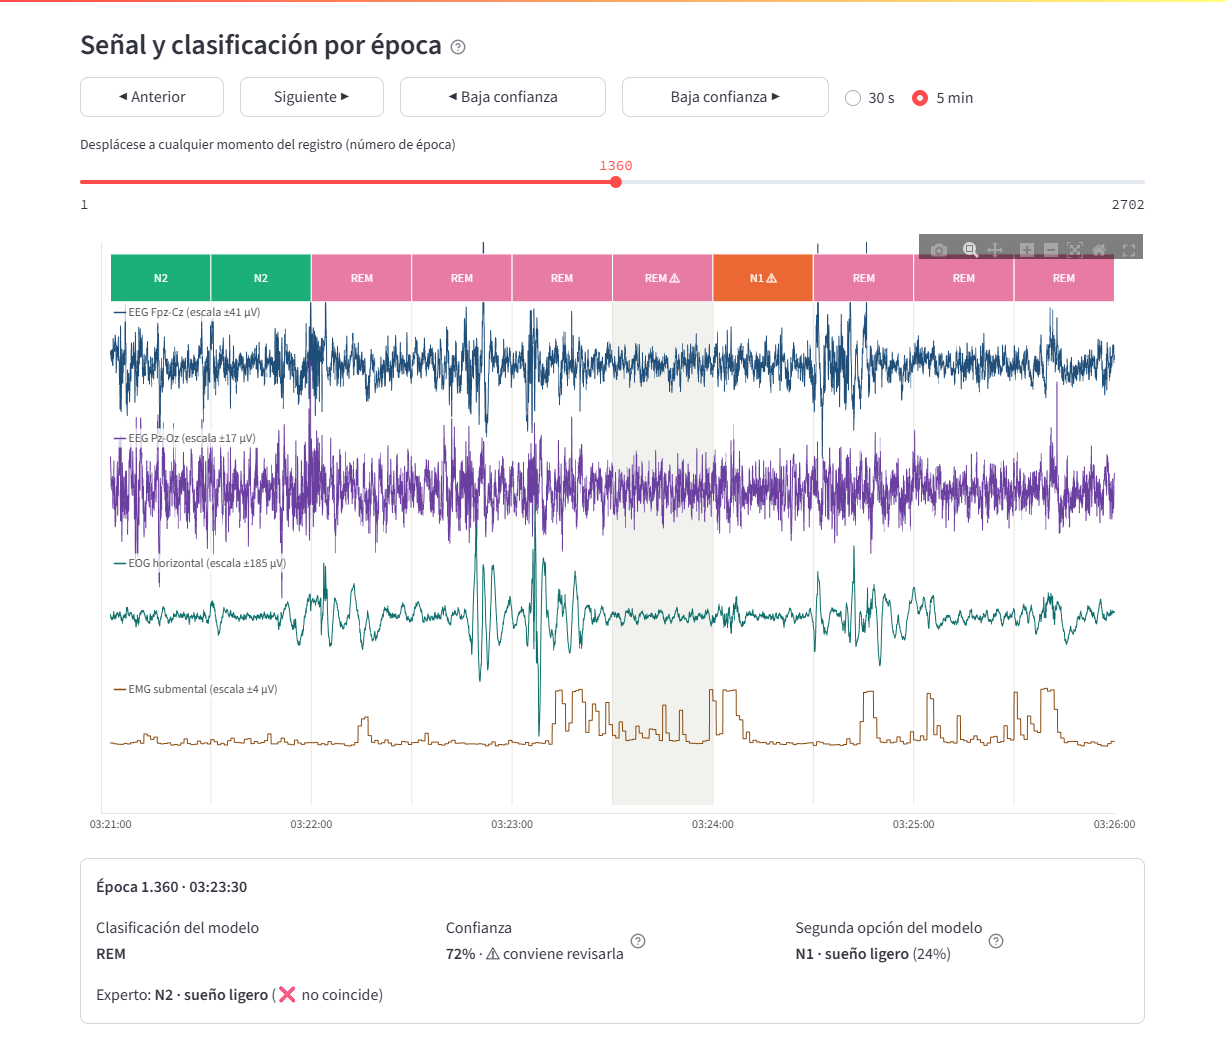 Señal y clasificación por época
◄ Anterior
Siguiente ►
◄ Baja confianza
Baja confianza ►
30 s
5 min
Desplácese a cualquier momento del registro (número de época)
1360
1
2702
N2
N2
REM
REM
REM
REM ⚠
N1 ⚠
REM
REM
REM
EEG Fpz-Cz (escala ±41 µV)
EEG Pz-Oz (escala ±17 µV)
EOG horizontal (escala ±185 µV)
EMG submental (escala ±4 µV)
03:21:00
03:22:00
03:23:00
03:24:00
03:25:00
03:26:00
Época 1.360 · 03:23:30
Clasificación del modelo
REM
Confianza
72% · ⚠ conviene revisarla
Segunda opción del modelo
N1 · sueño ligero (24%)
Experto: N2 · sueño ligero (❌ no coincide)